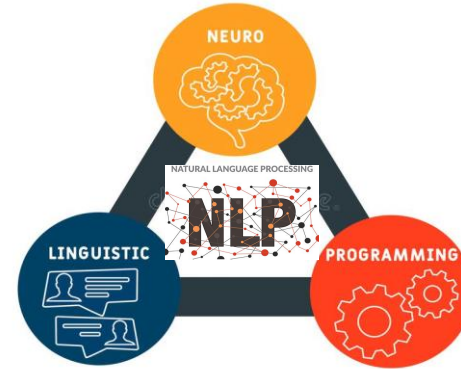 NEURO
NATURAL LANGUAGE PROCESSING
NLP
LINGUISTIC
PROGRAMMING